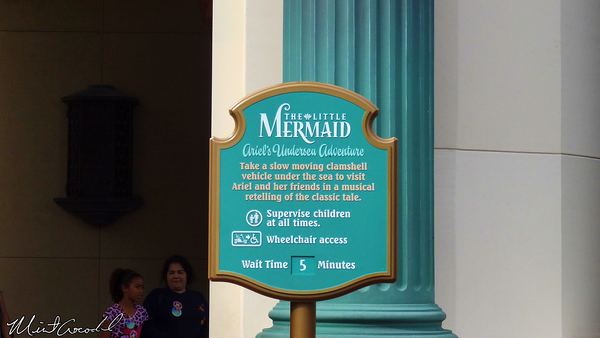 THE LITTLE
MERMAID
Ariel's Undersea Adventure
Take a slow moving clamshell
vehicle under the sea to visit
Ariel and her friends in a musical
retelling of the classic tale.
Supervise children
at all times.
Wheelchair access
Wait Time 5 Minutes